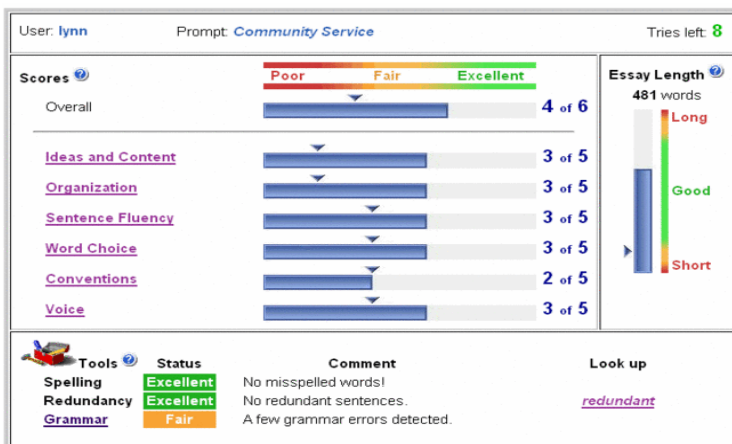 User: lynn Prompt: Community Service Tries left: 8
Scores ? Poor Fair Excellent Essay Length ?
Overall 4 of 6 481 words
Long
Ideas and Content 3 of 5
Organization 3 of 5
Good
Sentence Fluency 3 of 5
Word Choice 3 of 5
Short
Conventions 2 of 5
Voice 3 of 5
Tools ? Status Comment Look up
Spelling Excellent No misspelled words!
Redundancy Excellent No redundant sentences. redundant
Grammar Fair A few grammar errors detected.